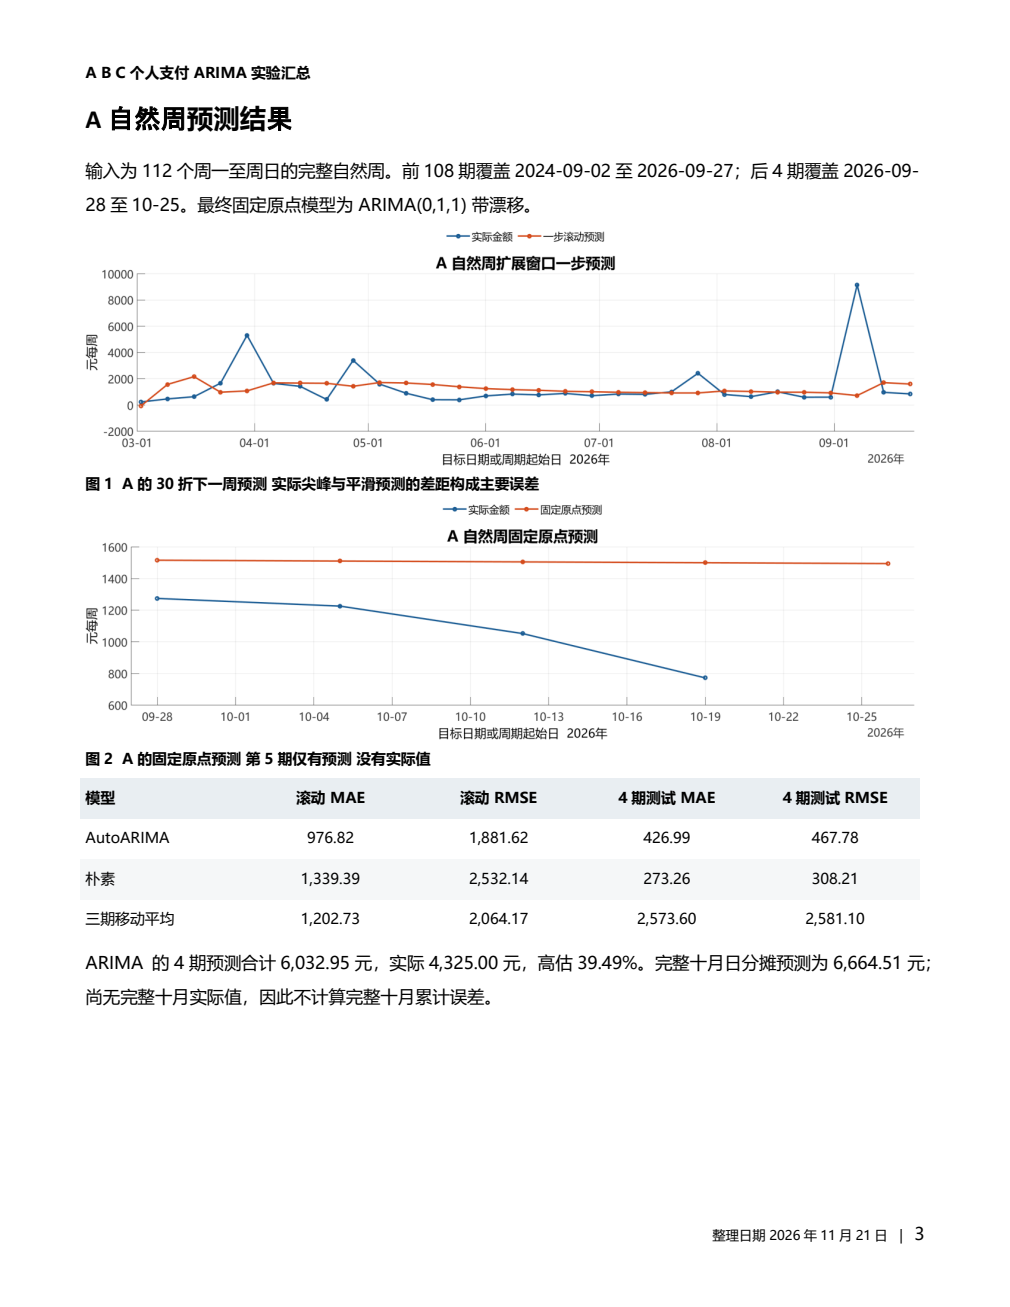 A B C 个人支付 ARIMA 实验汇总
A 自然周预测结果
输入为 112 个周一至周日的完整自然周。前 108 期覆盖 2024-09-02 至 2026-09-27；后 4 期覆盖 2026-09-
28 至 10-25。最终固定原点模型为 ARIMA(0,1,1) 带漂移。
实际金额 一步滚动预测
A 自然周扩展窗口一步预测
元每周
10000
8000
6000
4000
2000
0
-2000
03-01 04-01 05-01 06-01 07-01 08-01 09-01
目标日期或周期起始日 2026年
2026年
图 1 A 的 30 折下一周预测 实际尖峰与平滑预测的差距构成主要误差
实际金额 固定原点预测
A 自然周固定原点预测
元每周
1600
1400
1200
1000
800
600
09-28 10-01 10-04 10-07 10-10 10-13 10-16 10-19 10-22 10-25
目标日期或周期起始日 2026年
2026年
图 2 A 的固定原点预测 第 5 期仅有预测 没有实际值
模型 滚动 MAE 滚动 RMSE 4 期测试 MAE 4 期测试 RMSE
AutoARIMA 976.82 1,881.62 426.99 467.78
朴素 1,339.39 2,532.14 273.26 308.21
三期移动平均 1,202.73 2,064.17 2,573.60 2,581.10
ARIMA 的 4 期预测合计 6,032.95 元，实际 4,325.00 元，高估 39.49%。完整十月日分摊预测为 6,664.51 元；
尚无完整十月实际值，因此不计算完整十月累计误差。
整理日期 2026 年 11 月 21 日 | 3